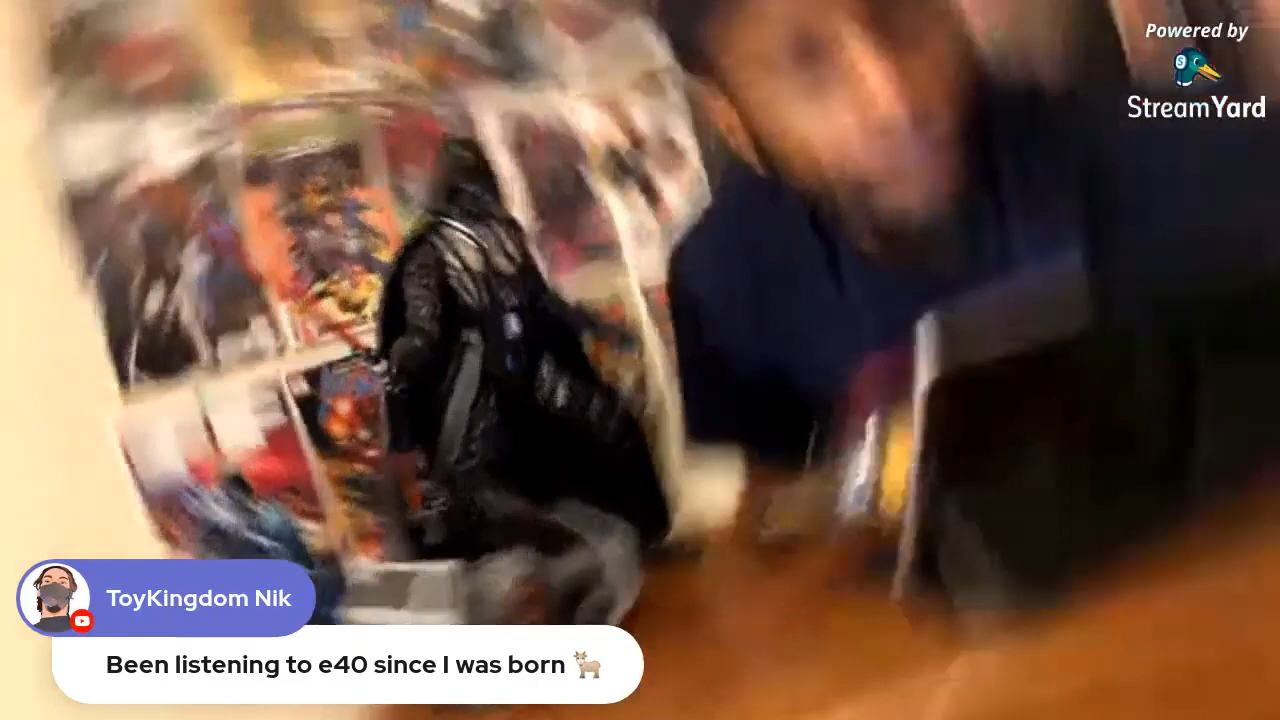 Powered by
StreamYard
ToyKingdom Nik
Been listening to e40 since I was born 🐐